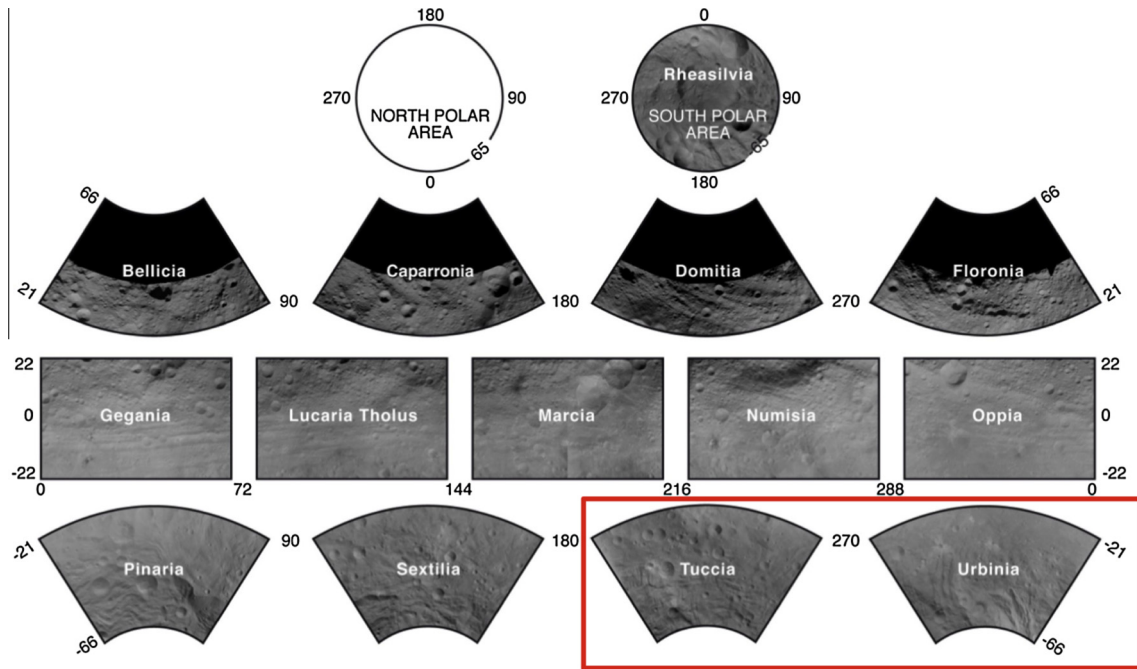 180
0
270
NORTH POLAR
AREA
90
65
0
270
Rheasilvia
SOUTH POLAR
AREA
90
-65
180
66
66
Bellicia
Caparronia
Domitia
Floronia
21
90
180
270
21
22
22
Gegania
Lucaria Tholus
Marcia
Numisia
Oppia
0
0
-22
-22
0
72
144
216
288
0
-21
90
180
270
-21
Pinaria
Sextilia
Tuccia
Urbinia
-66
-66